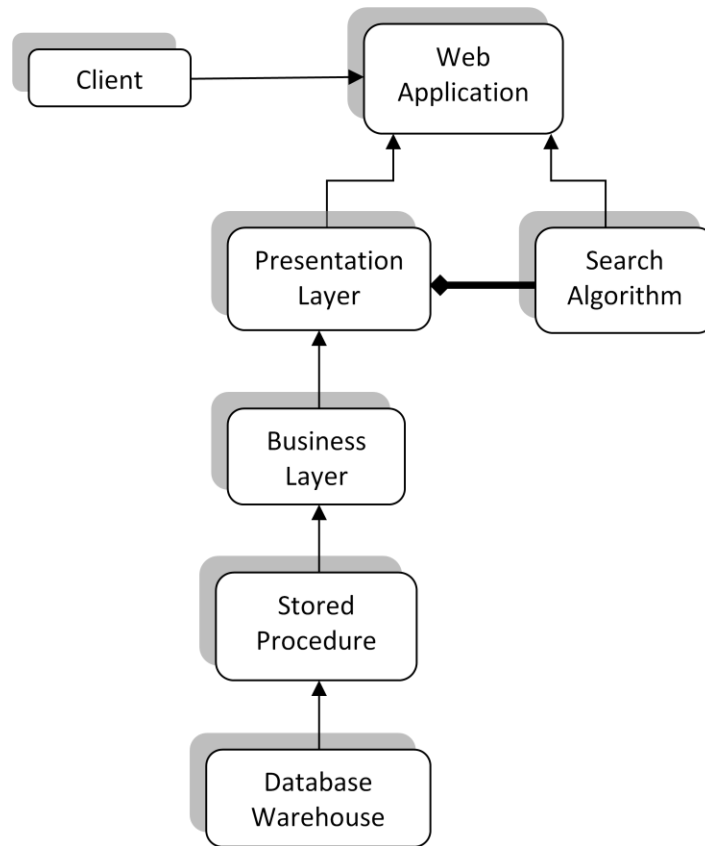 Client
Web
Application
Presentation
Layer
Search
Algorithm
Business
Layer
Stored
Procedure
Database
Warehouse